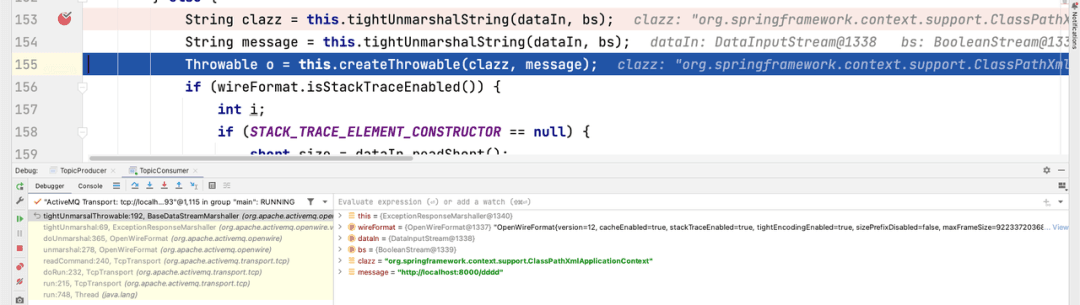 153 String clazz = this.tightUnmarshalString(dataIn, bs); clazz: "org.springframework.context.support.ClassPathX
154 String message = this.tightUnmarshalString(dataIn, bs); dataIn: DataInputStream@1338 bs: BooleanStream@133
155 Throwable o = this.createThrowable(clazz, message); clazz: "org.springframework.context.support.ClassPathXml
156 if (wireFormat.isStackTraceEnabled()) {
157 int i;
158 if (STACK_TRACE_ELEMENT_CONSTRUCTOR == null) {
159 short size = dataIn.readShort();
Notifications
Debug: TopicProducer × TopicConsumer ×
Debugger Console
"ActiveMQ Transport: tcp://localh...93"@1,115 in group "main": RUNNING
Evaluate expression (⏎) or add a watch (⌘⏎)
tightUnmarsalThrowable:192, BaseDataStreamMarshaller (org.apache.activemq.openwi
tightUnmarshal:69, ExceptionResponseMarshaller (org.apache.activemq.openwire.
doUnmarshal:365, OpenWireFormat (org.apache.activemq.openwire)
unmarshal:278, OpenWireFormat (org.apache.activemq.openwire)
readCommand:240, TcpTransport (org.apache.activemq.transport.tcp)
doRun:232, TcpTransport (org.apache.activemq.transport.tcp)
run:215, TcpTransport (org.apache.activemq.transport.tcp)
run:748, Thread (java.lang)
this = {ExceptionResponseMarshaller@1340}
wireFormat = {OpenWireFormat@1337} "OpenWireFormat{version=12, cacheEnabled=true, stackTraceEnabled=true, tightEncodingEnabled=true, sizePrefixDisabled=false, maxFrameSize=92233720368... View
dataIn = {DataInputStream@1338}
bs = {BooleanStream@1339}
clazz = "org.springframework.context.support.ClassPathXmlApplicationContext"
message = "http://localhost:8000/dddd"